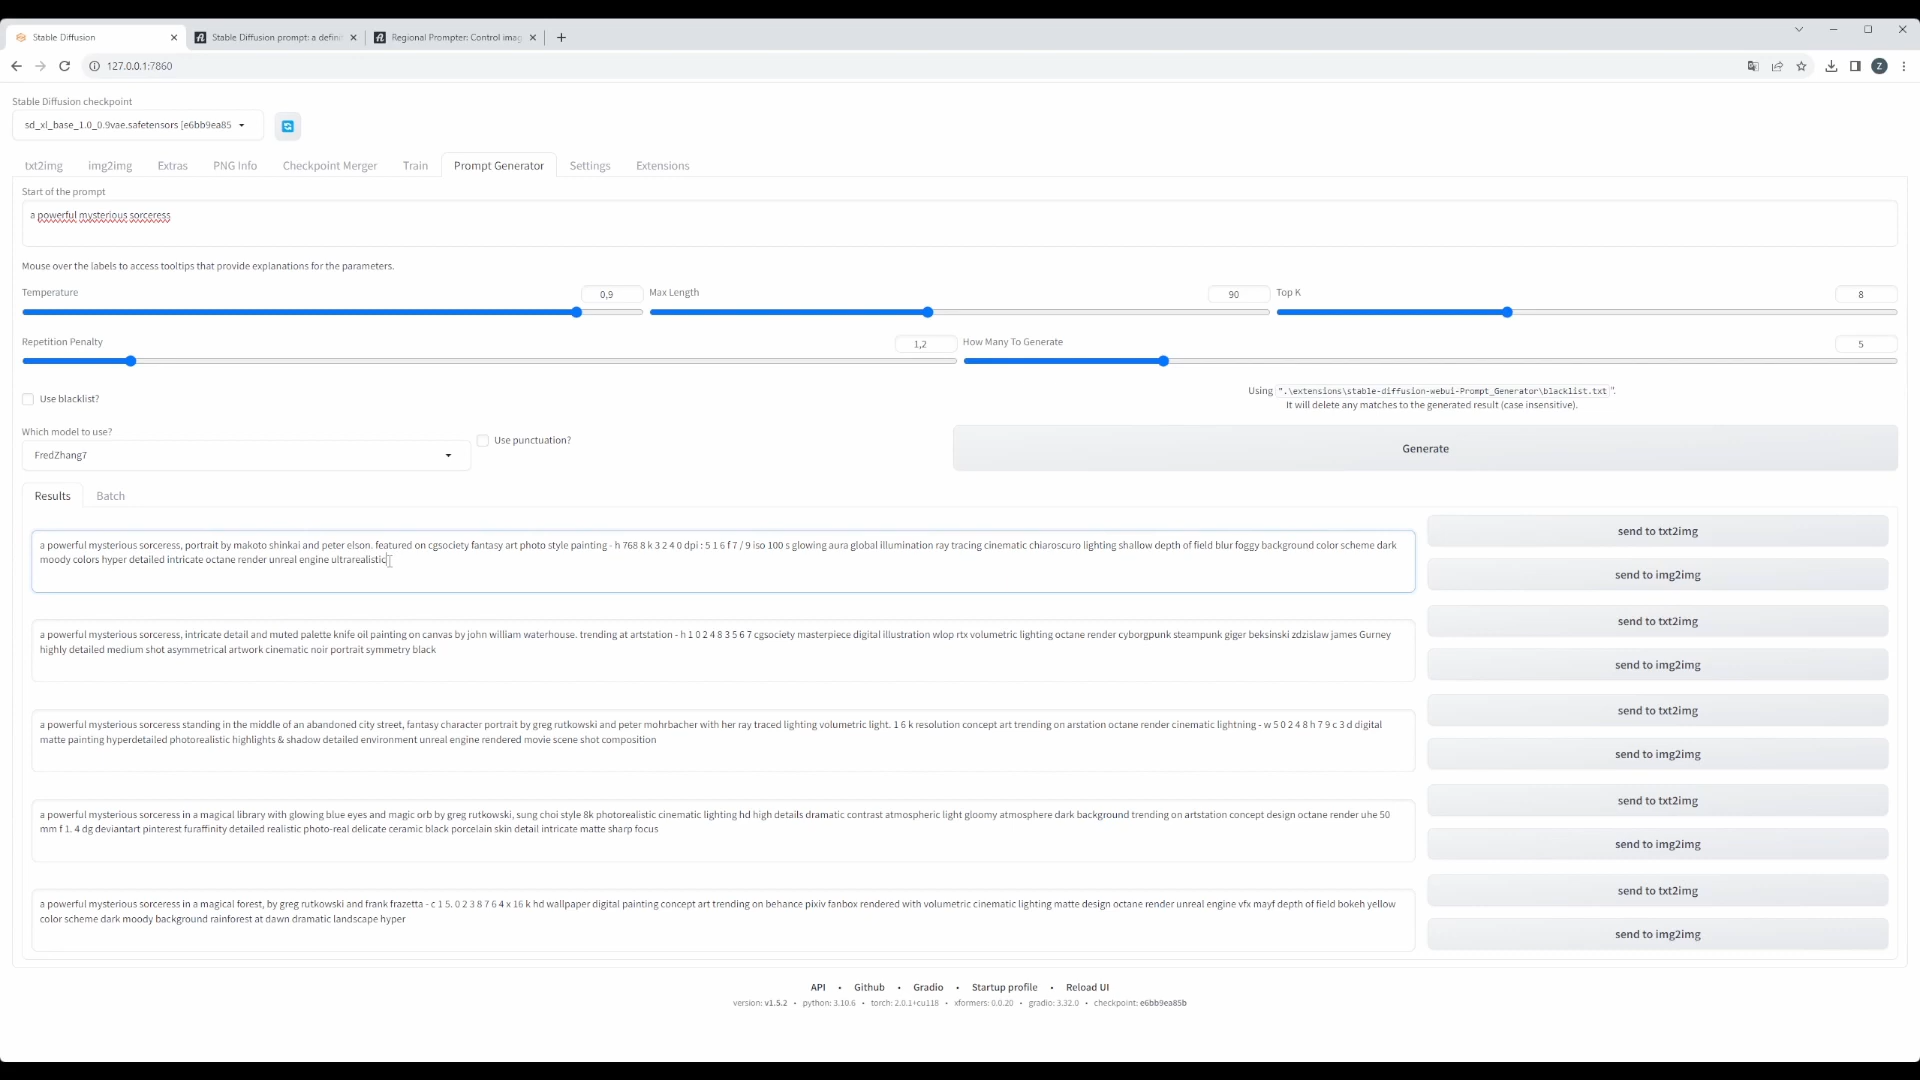 Stable Diffusion
Stable Diffusion prompt: a defini
Regional Prompter: Control imag
127.0.0.1:7860
Z
Stable Diffusion checkpoint
sd_xl_base_1.0_0.9vae.safetensors [e6bb9ea85
txt2img img2img Extras PNG Info Checkpoint Merger Train Prompt Generator Settings Extensions
Start of the prompt
a powerful mysterious sorceress
Mouse over the labels to access tooltips that provide explanations for the parameters.
Temperature 0,9 Max Length 90 Top K 8
Repetition Penalty 1,2 How Many To Generate 5
Use blacklist?
Using ".\extensions\stable-diffusion-webui-Prompt_Generator\blacklist.txt".
It will delete any matches to the generated result (case insensitive).
Which model to use?
FredZhang7
Use punctuation?
Generate
Results Batch
a powerful mysterious sorceress, portrait by makoto shinkai and peter elson. featured on cgsociety fantasy art photo style painting - h 768 8 k 3 2 4 0 dpi : 5 1 6 f 7 / 9 iso 100 s glowing aura global illumination ray tracing cinematic chiaroscuro lighting shallow depth of field blur foggy background color scheme dark
moody colors hyper detailed intricate octane render unreal engine ultrarealistic
send to txt2img
send to img2img
a powerful mysterious sorceress, intricate detail and muted palette knife oil painting on canvas by john william waterhouse. trending at artstation - h 1 0 2 4 8 3 5 6 7 cgsociety masterpiece digital illustration wlop rtx volumetric lighting octane render cyborgpunk steampunk giger beksinski zdzislaw james Gurney
highly detailed medium shot asymmetrical artwork cinematic noir portrait symmetry black
send to txt2img
send to img2img
a powerful mysterious sorceress standing in the middle of an abandoned city street, fantasy character portrait by greg rutkowski and peter mohrbacher with her ray traced lighting volumetric light. 1 6 k resolution concept art trending on arstation octane render cinematic lightning - w 5 0 2 4 8 h 7 9 c 3 d digital
matte painting hyperdetailed photorealistic highlights & shadow detailed environment unreal engine rendered movie scene shot composition
send to txt2img
send to img2img
a powerful mysterious sorceress in a magical library with glowing blue eyes and magic orb by greg rutkowski, sung choi style 8k photorealistic cinematic lighting hd high details dramatic contrast atmospheric light gloomy atmosphere dark background trending on artstation concept design octane render uhe 50
mm f 1. 4 dg deviantart pinterest furaffinity detailed realistic photo-real delicate ceramic black porcelain skin detail intricate matte sharp focus
send to txt2img
send to img2img
a powerful mysterious sorceress in a magical forest, by greg rutkowski and frank frazetta - c 1 5. 0 2 3 8 7 6 4 x 16 k hd wallpaper digital painting concept art trending on behance pixiv fanbox rendered with volumetric cinematic lighting matte design octane render unreal engine vfx mayf depth of field bokeh yellow
color scheme dark moody background rainforest at dawn dramatic landscape hyper
send to txt2img
send to img2img
API • Github • Gradio • Startup profile • Reload UI
version: v1.5.2 • python: 3.10.6 • torch: 2.0.1+cu118 • xformers: 0.0.20 • gradio: 3.32.0 • checkpoint: e6bb9ea85b